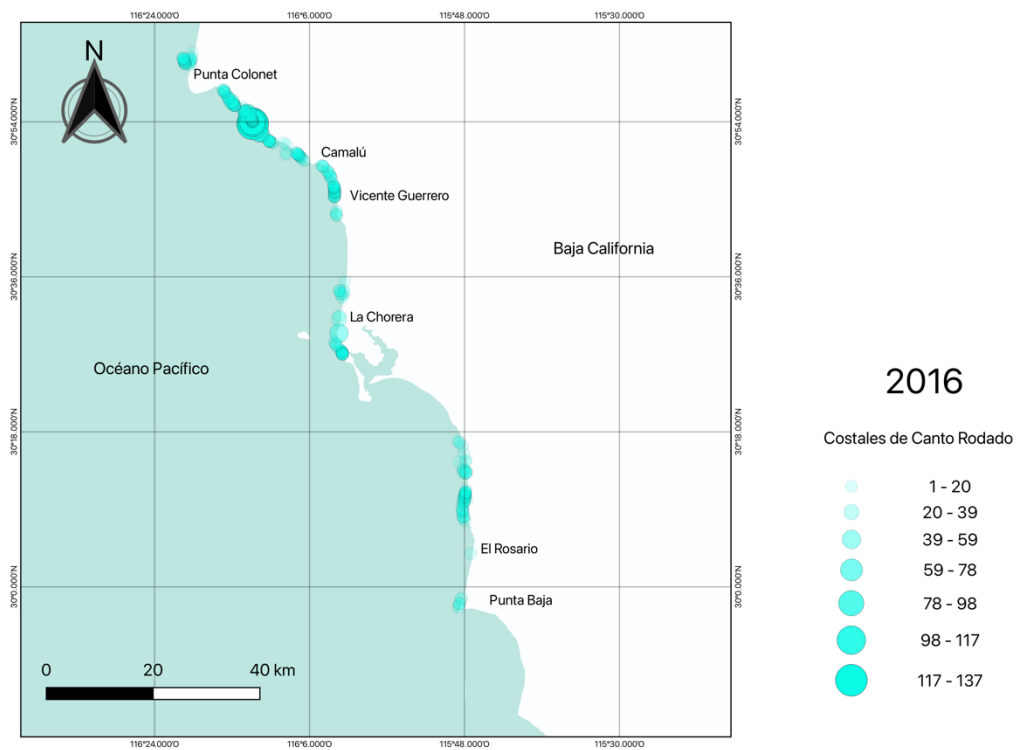 116°24.000'O 116°6.000'O 115°48.000'O 115°30.000'O
N
Punta Colonet
30°54.000'N 30°54.000'N
Camalú
Vicente Guerrero
Baja California
30°36.000'N 30°36.000'N
La Chorera
Océano Pacífico
2016
30°18.000'N 30°18.000'N
Costales de Canto Rodado
1 - 20
20 - 39
39 - 59
El Rosario
59 - 78
30°0.000'N 30°0.000'N
Punta Baja
78 - 98
98 - 117
0 20 40 km
117 - 137
116°24.000'O 116°6.000'O 115°48.000'O 115°30.000'O